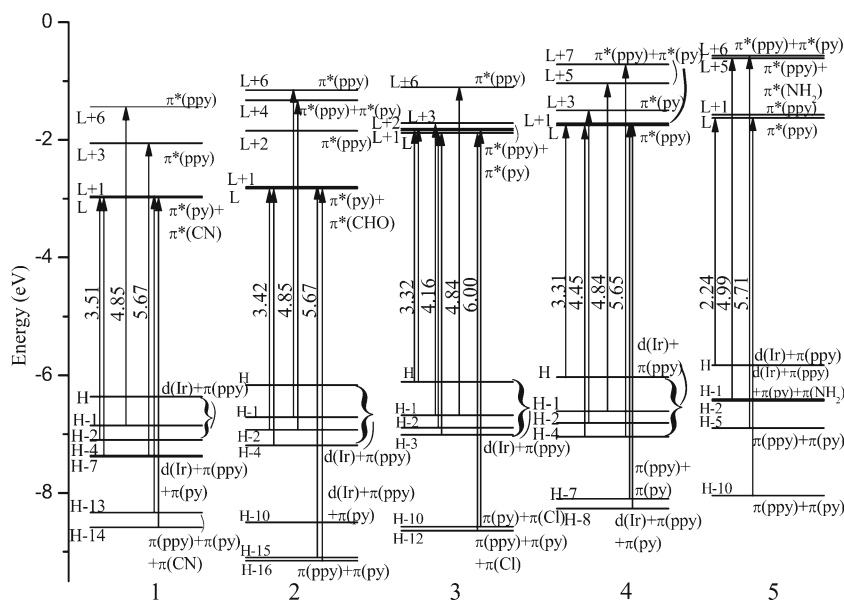 0
-2
-4
-6
-8
Energy (eV)
L+6
π*(ppy)
L+3
π*(ppy)
L+1
L
π*(py)+
π*(CN)
3.51
4.85
5.67
H
d(Ir)+π(ppy)
H-1
H-2
H-4
H-7
d(Ir)+π(ppy)
+π(py)
H-13
H-14
π(ppy)+π(py)
+π(CN)
1
L+6
π*(ppy)
L+4
π*(ppy)+π*(py)
L+2
π*(ppy)
L+1
L
π*(py)+
π*(CHO)
3.42
4.85
5.67
H
H-1
H-2
H-4
d(Ir)+π(ppy)
d(Ir)+π(ppy)
+π(py)
H-10
H-15
H-16
π(ppy)+π(py)
2
L+6
π*(ppy)
L+3
L+2
L+1
π*(ppy)+
π*(py)
3.32
4.16
4.84
6.00
H
H-1
H-2
H-3
d(Ir)+π(ppy)
H-10
π(py)+π(Cl)
H-12
π(ppy)+π(py)
+π(Cl)
3
L+7
π*(ppy)+π*(py)
L+5
L+3
π*(py)
L+1
L
π*(ppy)
3.31
4.45
4.84
5.65
d(Ir)+
π(ppy)
H
H-1
H-2
H-4
π(ppy)+
π(py)
H-7
H-8
d(Ir)+π(ppy)
+π(py)
4
L+6
π*(ppy)+π*(py)
L+5
π*(ppy)+
π*(NH2)
L+1
π*(ppy)
L
π*(ppy)
2.24
4.99
5.71
H
d(Ir)+π(ppy)
d(Ir)+π(ppy)
+π(py)+π(NH2)
H-1
H-2
H-5
π(ppy)+π(py)
H-10
π(ppy)+π(py)
5